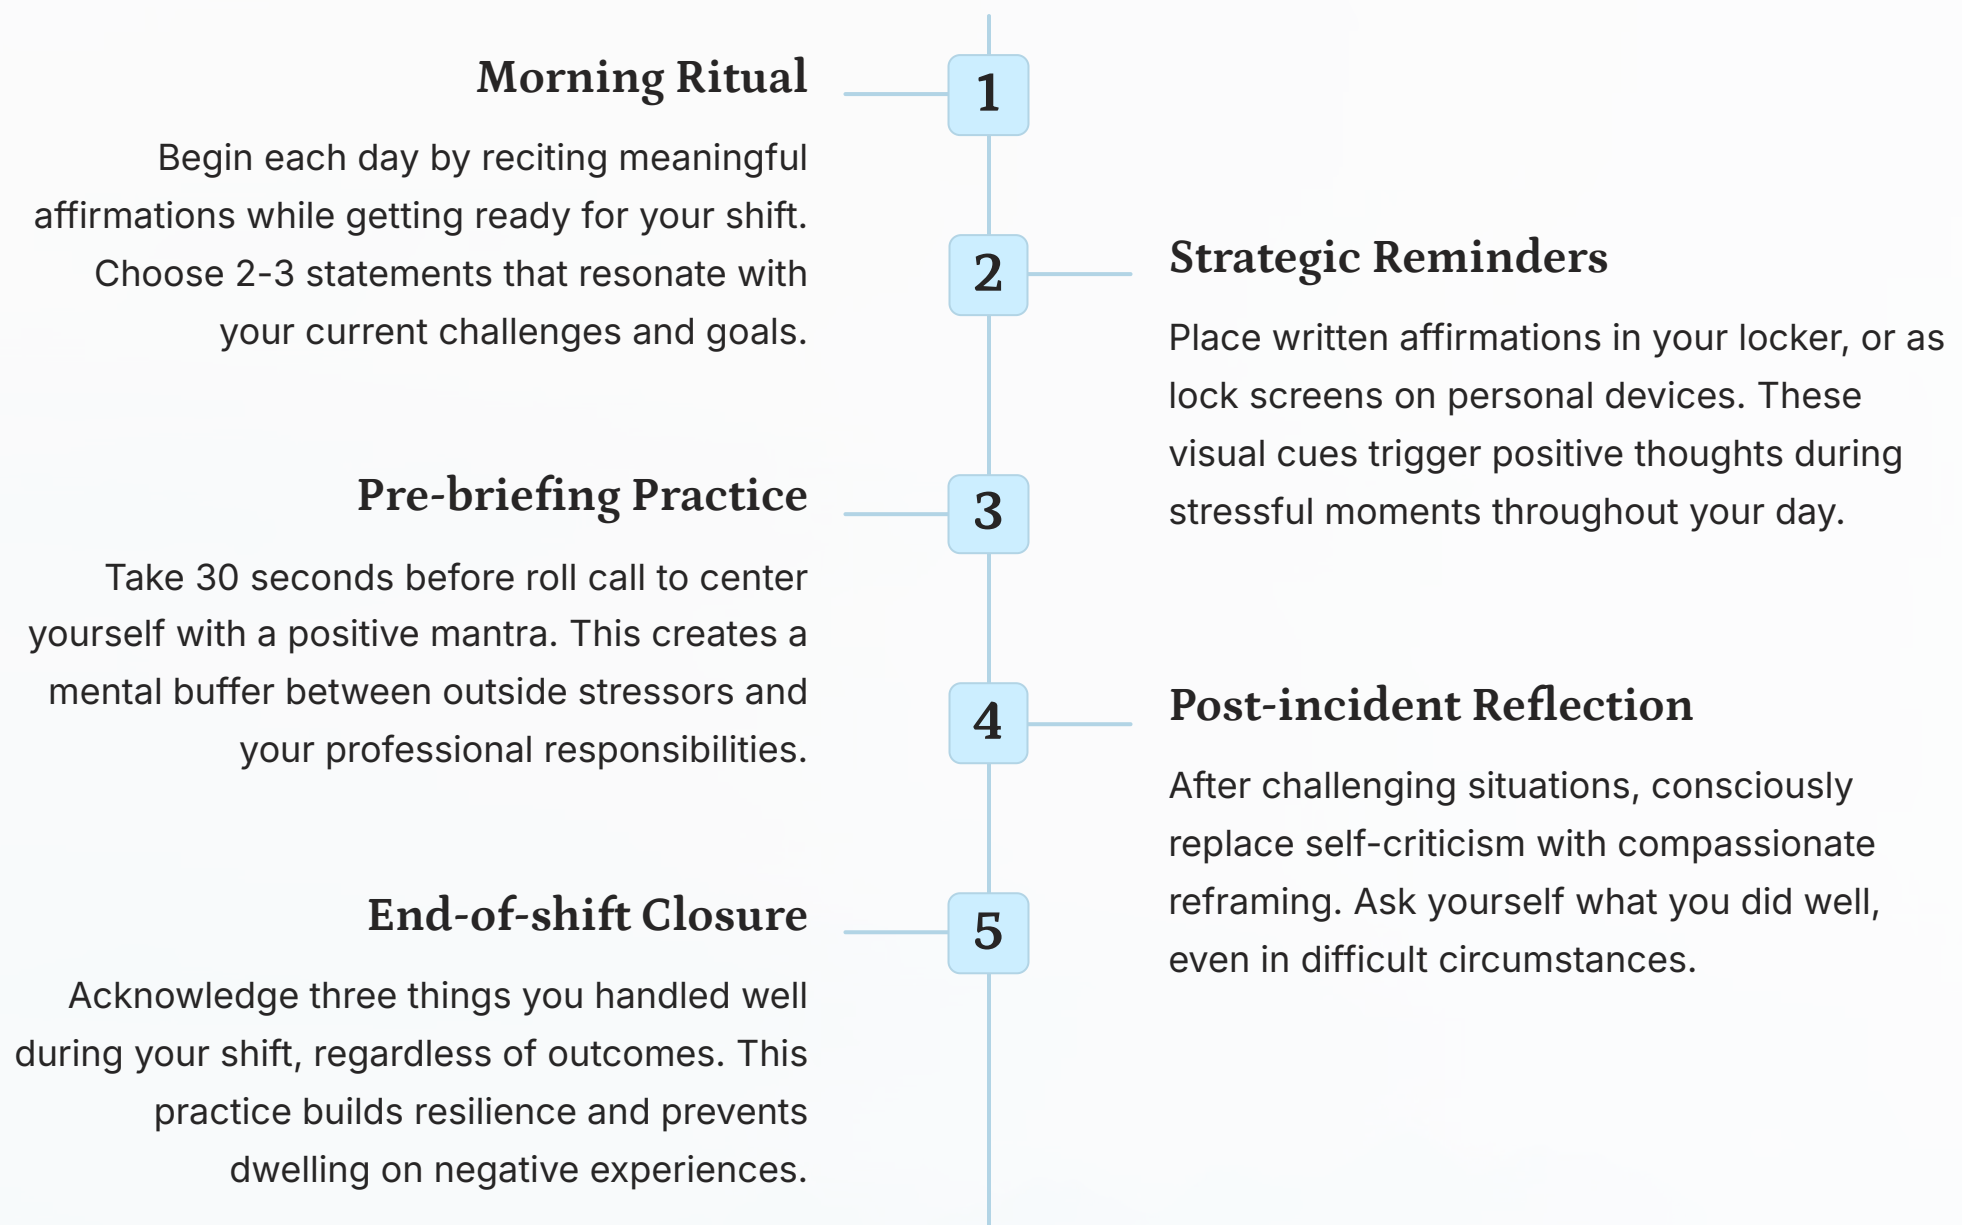 1
Morning Ritual
Begin each day by reciting meaningful
affirmations while getting ready for your shift.
Choose 2-3 statements that resonate with
your current challenges and goals.
2
Strategic Reminders
Place written affirmations in your locker, or as
lock screens on personal devices. These
visual cues trigger positive thoughts during
stressful moments throughout your day.
3
Pre-briefing Practice
Take 30 seconds before roll call to center
yourself with a positive mantra. This creates a
mental buffer between outside stressors and
your professional responsibilities.
4
Post-incident Reflection
After challenging situations, consciously
replace self-criticism with compassionate
reframing. Ask yourself what you did well,
even in difficult circumstances.
5
End-of-shift Closure
Acknowledge three things you handled well
during your shift, regardless of outcomes. This
practice builds resilience and prevents
dwelling on negative experiences.